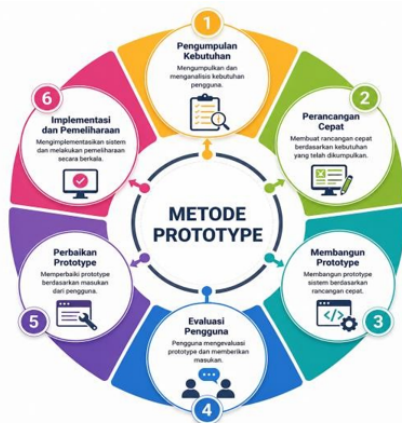 1
Pengumpulan
Kebutuhan
Mengumpulkan dan
menganalisis kebutuhan
pengguna.
2
Perancangan
Cepat
Membuat rancangan cepat
berdasarkan kebutuhan
yang telah dikumpulkan.
3
Membangun
Prototype
Membangun prototype
sistem berdasarkan
rancangan cepat.
4
Evaluasi
Pengguna
Pengguna mengevaluasi
prototype dan memberikan
masukan.
5
Perbaikan
Prototype
Memperbaiki prototype
berdasarkan masukan
dari pengguna.
6
Implementasi
dan Pemeliharaan
Mengimplementasikan sistem
dan melakukan pemeliharaan
secara berkala.
METODE
PROTOTYPE